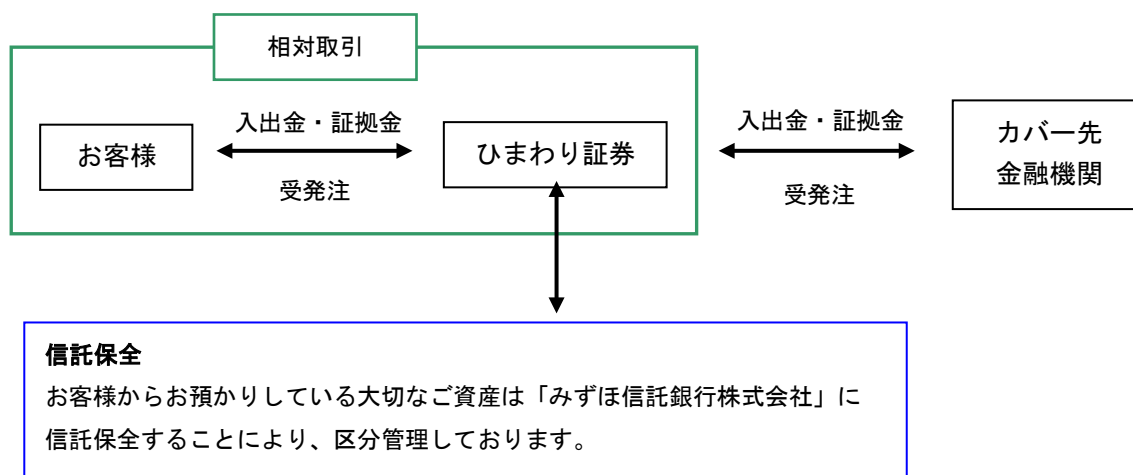 相対取引
お客様
入出金・証拠金
受発注
ひまわり証券
入出金・証拠金
受発注
カバー先
金融機関
信託保全
お客様からお預かりしている大切なご資産は「みずほ信託銀行株式会社」に
信託保全することにより、区分管理しております。